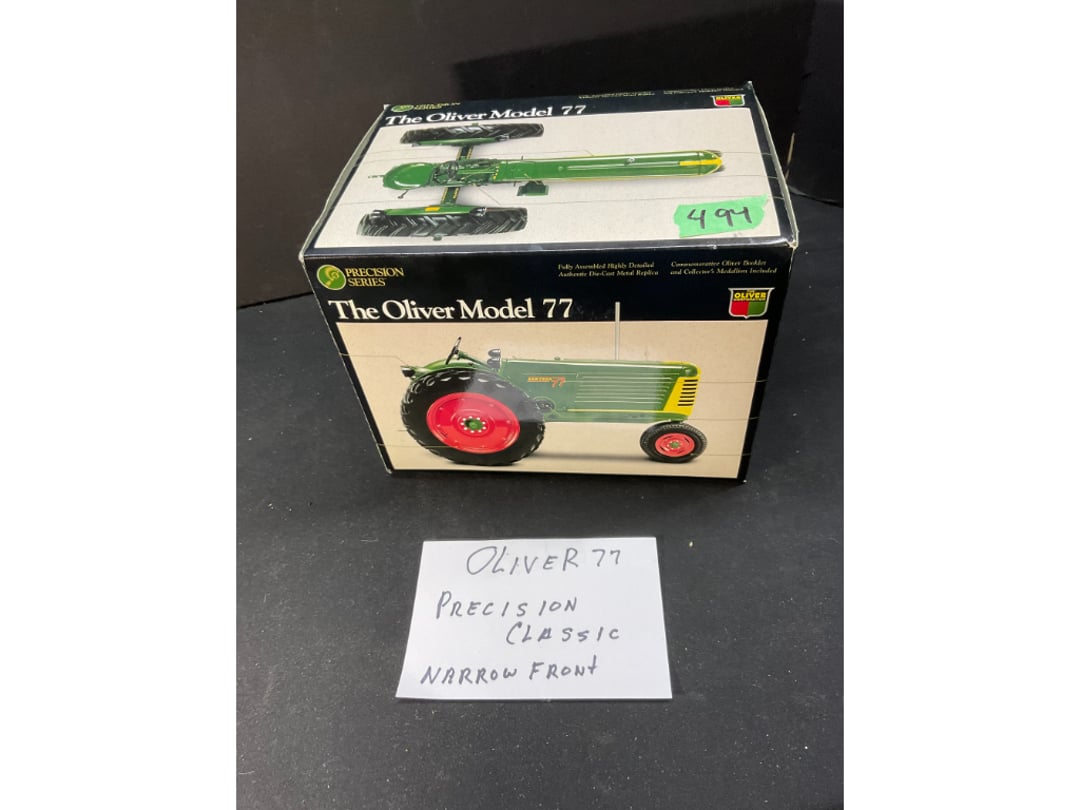 The Oliver Model 77
OLIVER
494
PRECISION
SERIES
Fully Assembled Highly Detailed
Authentic Die-Cast Metal Replica
Commemorative Oliver Booklet
and Collector's Medallion Included
OLIVER
The Oliver Model 77
77
OLIVER 77
PRECISION
CLASSIC
NARROW FRONT